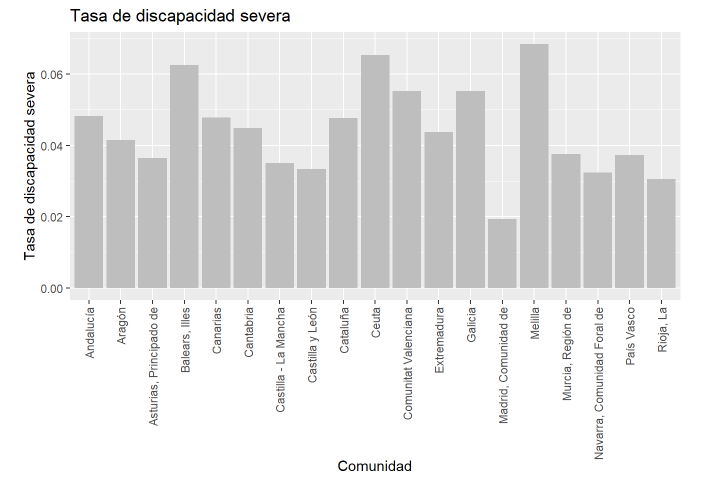 Tasa de discapacidad severa
Tasa de discapacidad severa
0.06
0.04
0.02
0.00
Andalucía
Aragón
Asturias, Principado de
Balears, Illes
Canarias
Cantabria
Castilla - La Mancha
Castilla y León
Cataluña
Ceuta
Comunitat Valenciana
Extremadura
Galicia
Madrid, Comunidad de
Melilla
Murcia, Región de
Navarra, Comunidad Foral de
País Vasco
Rioja, La
Comunidad